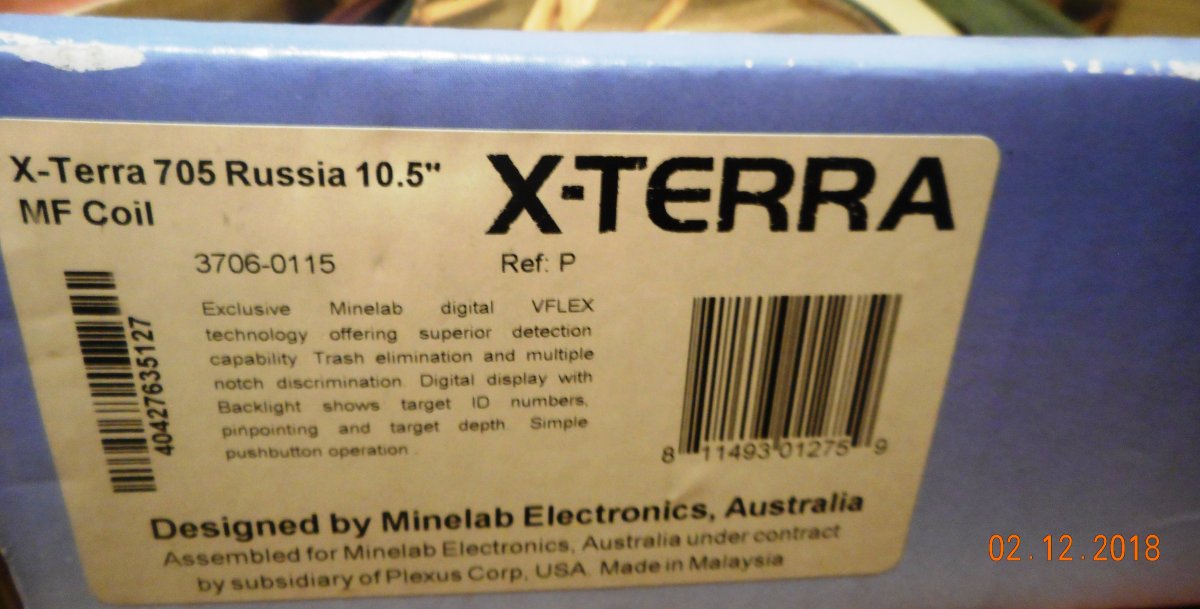 X-Terra 705 Russia 10.5"
MF Coil
X-TERRA
3706-0115
Ref: P
40427635127
Exclusive Minelab digital VFLEX
technology offering superior detection
capability Trash elimination and multiple
notch discrimination. Digital display with
Backlight shows target ID numbers,
pinpointing and target depth. Simple
pushbutton operation.
8 11493 01275 9
Designed by Minelab Electronics, Australia
Assembled for Minelab Electronics, Australia under contract
by subsidiary of Plexus Corp, USA. Made in Malaysia
02.12.2018